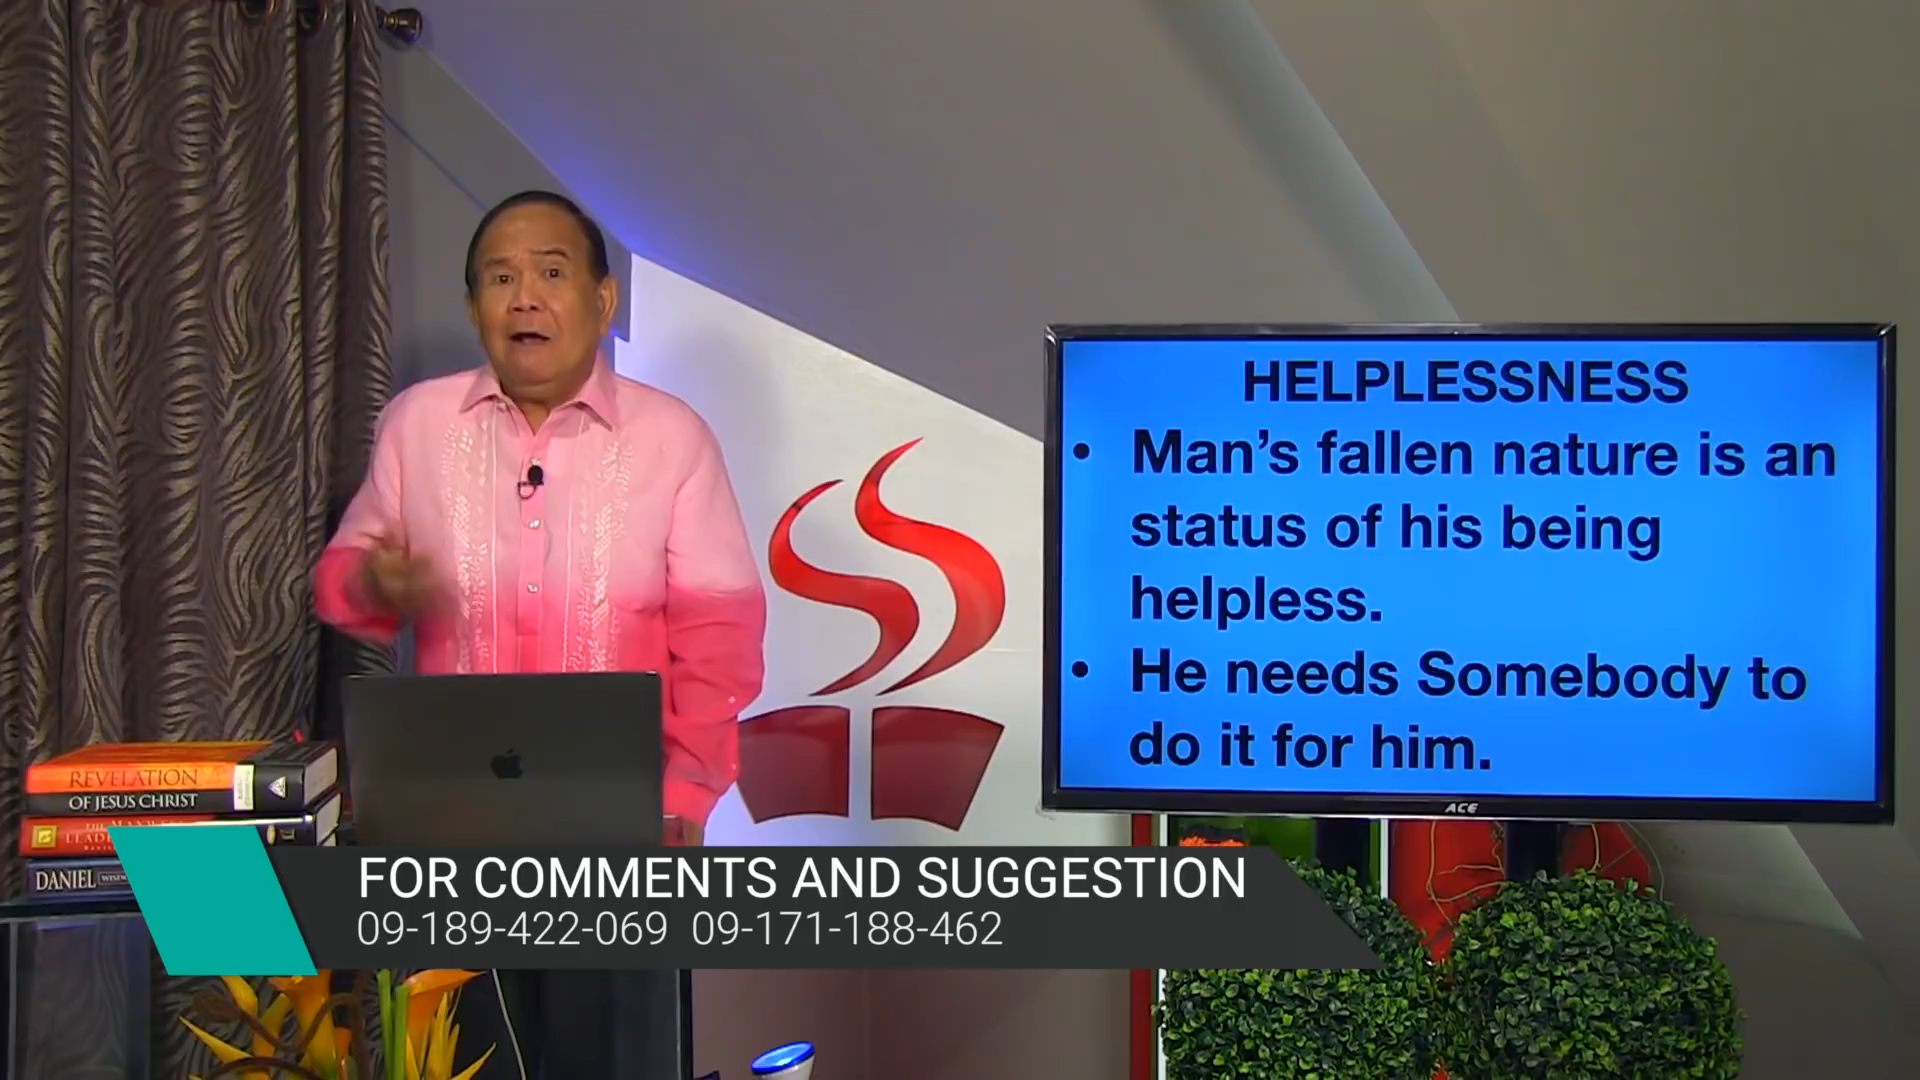 HELPLESSNESS
• Man's fallen nature is an
status of his being
helpless.
• He needs Somebody to
do it for him.
ACE
REVELATION
OF JESUS CHRIST
DANIEL
FOR COMMENTS AND SUGGESTION
09-189-422-069 09-171-188-462